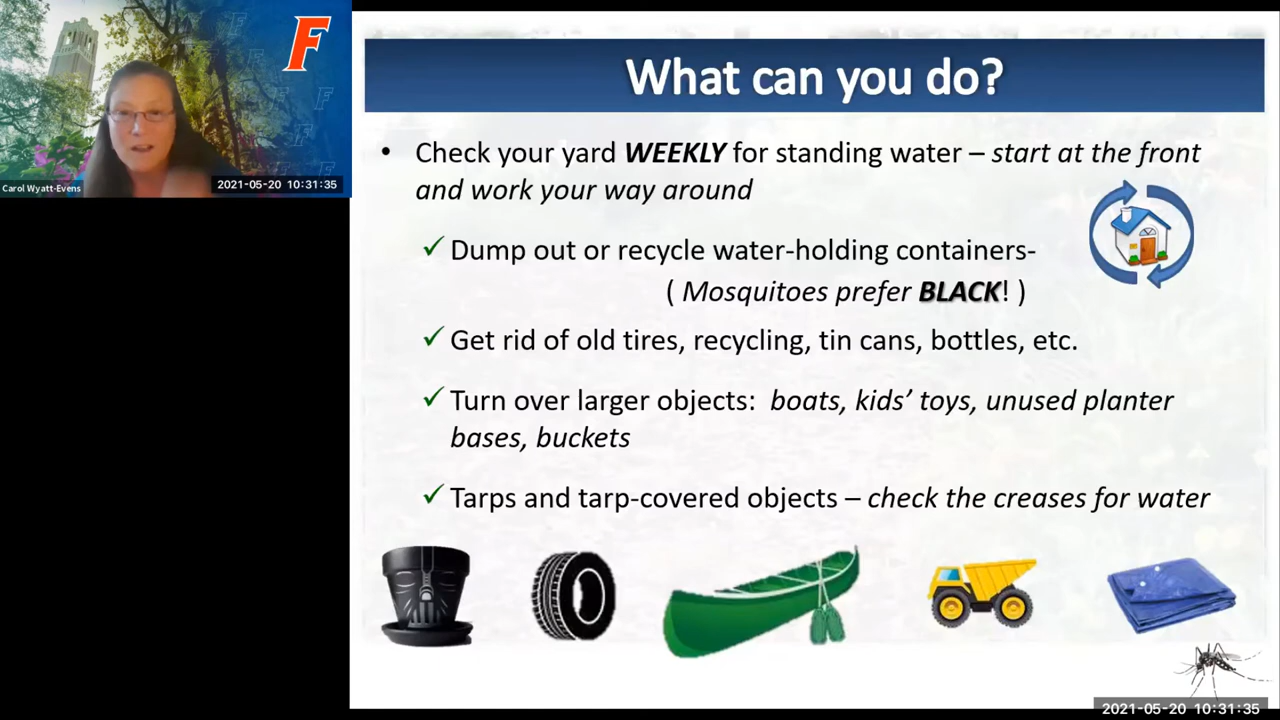 F
Carol Wyatt-Evens
2021-05-20 10:31:35
What can you do?
• Check your yard WEEKLY for standing water – start at the front
and work your way around
✓ Dump out or recycle water-holding containers-
( Mosquitoes prefer BLACK! )
✓ Get rid of old tires, recycling, tin cans, bottles, etc.
✓ Turn over larger objects: boats, kids’ toys, unused planter
bases, buckets
✓ Tarps and tarp-covered objects – check the creases for water
2021-05-20 10:31:35